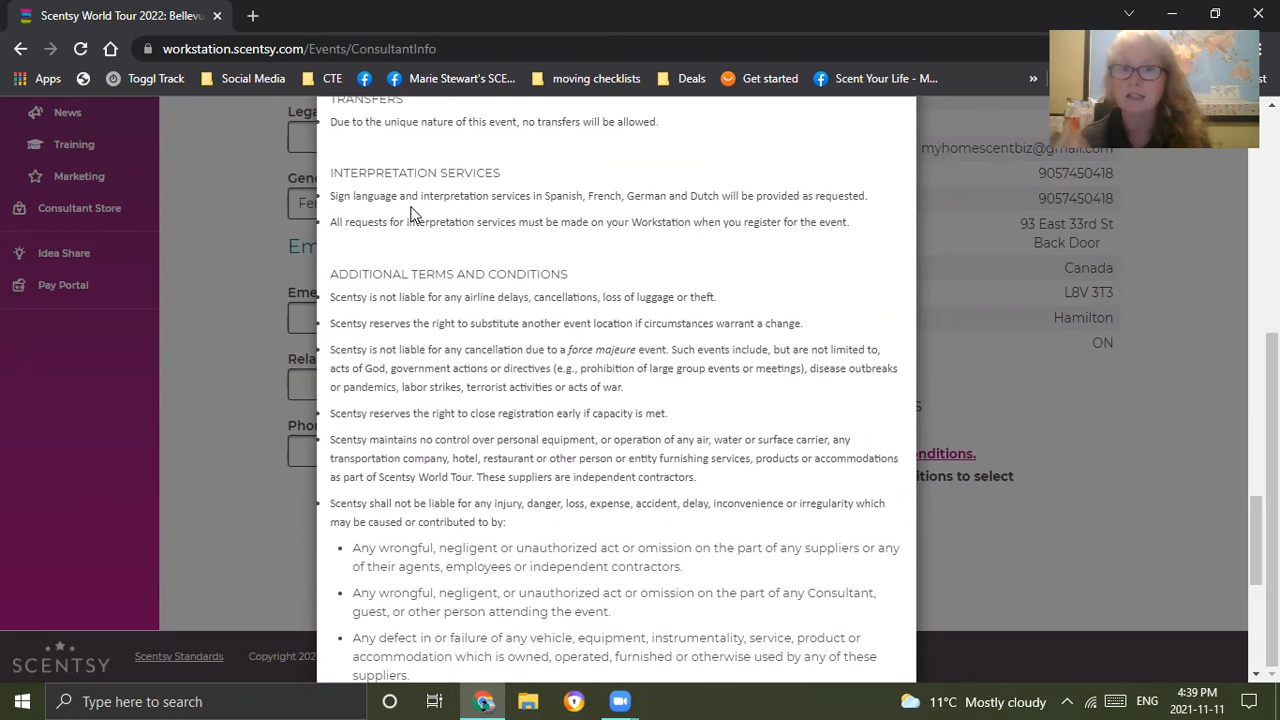 Scentsy World Tour 2022: Bellev
workstation.scentsy.com/Events/ConsultantInfo
Apps
Toggl Track
Social Media
CTE
Marie Stewart's SCE...
moving checklists
Deals
Get started
Scent Your Life - M...
»
News
Training
Marketing
Consultant Store
Idea Share
Pay Portal
Lega
Gen
Fe
Em
Eme
Rela
Pho
TRANSFERS
Due to the unique nature of this event, no transfers will be allowed.
INTERPRETATION SERVICES
Sign language and interpretation services in Spanish, French, German and Dutch will be provided as requested.
All requests for interpretation services must be made on your Workstation when you register for the event.
ADDITIONAL TERMS AND CONDITIONS
Scentsy is not liable for any airline delays, cancellations, loss of luggage or theft.
Scentsy reserves the right to substitute another event location if circumstances warrant a change.
Scentsy is not liable for any cancellation due to a force majeure event. Such events include, but are not limited to,
acts of God, government actions or directives (e.g., prohibition of large group events or meetings), disease outbreaks
or pandemics, labor strikes, terrorist activities or acts of war.
Scentsy reserves the right to close registration early if capacity is met.
Scentsy maintains no control over personal equipment, or operation of any air, water or surface carrier, any
transportation company, hotel, restaurant or other person or entity furnishing services, products or accommodations
as part of Scentsy World Tour. These suppliers are independent contractors.
Scentsy shall not be liable for any injury, danger, loss, expense, accident, delay, inconvenience or irregularity which
may be caused or contributed to by:
Any wrongful, negligent or unauthorized act or omission on the part of any suppliers or any
of their agents, employees or independent contractors.
Any wrongful, negligent, or unauthorized act or omission on the part of any Consultant,
guest, or other person attending the event.
Any defect in or failure of any vehicle, equipment, instrumentality, service, product or
accommodation which is owned, operated, furnished or otherwise used by any of these
suppliers.
myhomescentbiz@gmail.com
9057450418
9057450418
93 East 33rd St
Back Door
Canada
L8V 3T3
Hamilton
ON
S
onditions.
ditions to select
SCENTSY
Scentsy Standards
Copyright 202
Type here to search
11°C Mostly cloudy
ENG
4:39 PM
2021-11-11